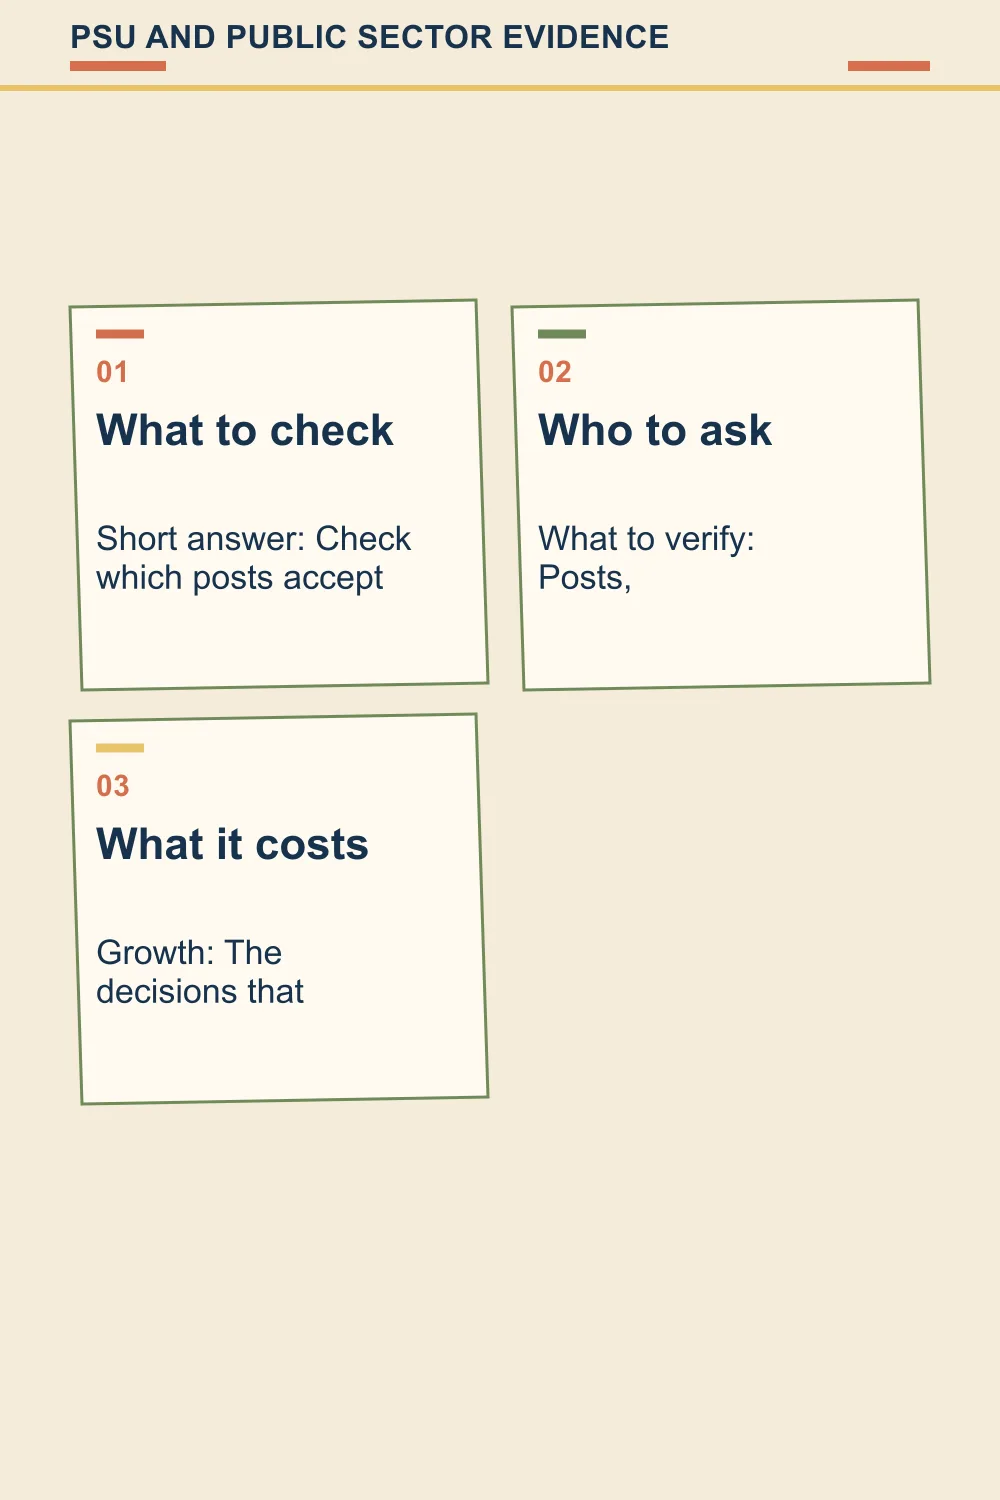 PSU AND PUBLIC SECTOR EVIDENCE
01
What to check
Short answer: Check
which posts accept
02
Who to ask
What to verify:
Posts,
03
What it costs
Growth: The
decisions that